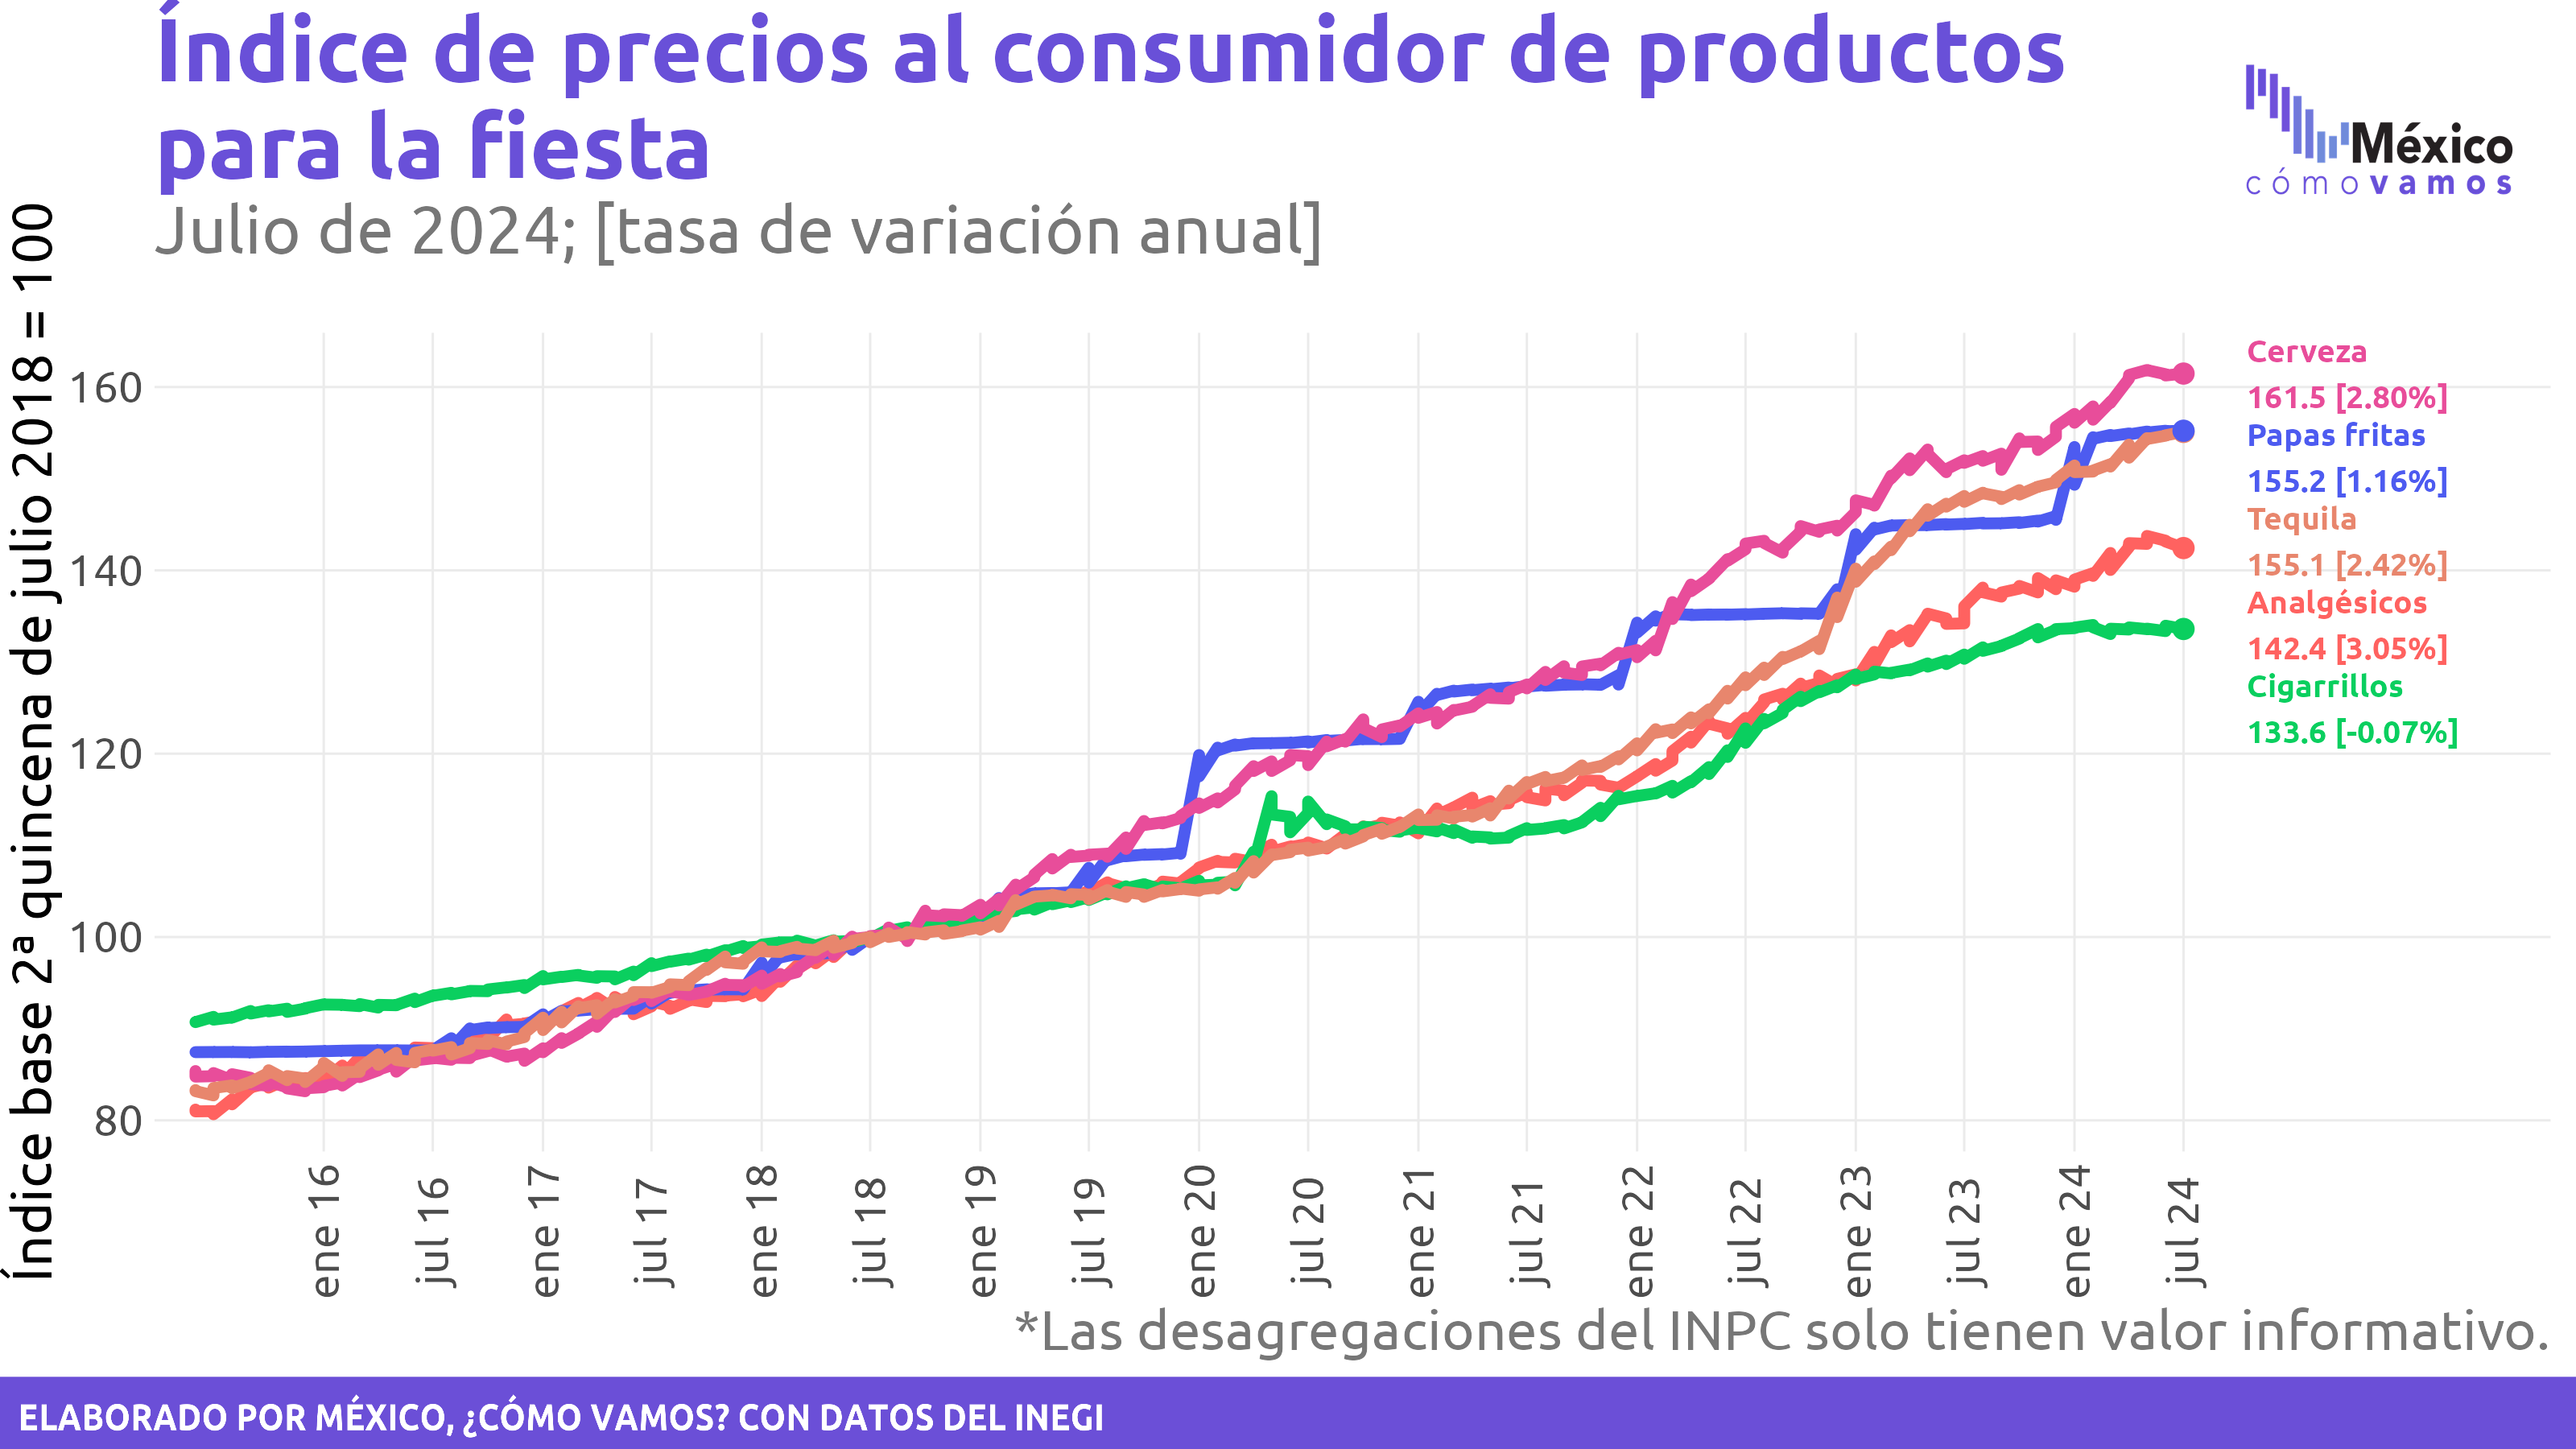 Índice de precios al consumidor de productos
para la fiesta
Julio de 2024; [tasa de variación anual]
México
cómo vamos
Índice base 2ª quincena de julio 2018 = 100
160
140
120
100
80
Cerveza
161.5 [2.80%]
Papas fritas
155.2 [1.16%]
Tequila
155.1 [2.42%]
Analgésicos
142.4 [3.05%]
Cigarrillos
133.6 [-0.07%]
ene 16
jul 16
ene 17
jul 17
ene 18
jul 18
ene 19
jul 19
ene 20
jul 20
ene 21
jul 21
ene 22
jul 22
ene 23
jul 23
ene 24
jul 24
*Las desagregaciones del INPC solo tienen valor informativo.
ELABORADO POR MÉXICO, ¿CÓMO VAMOS? CON DATOS DEL INEGI